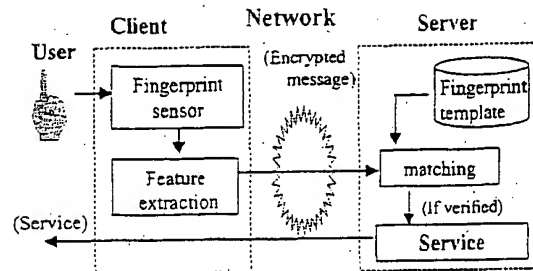 Network
Client
Server
User
(Encrypted
message)
Fingerprint
sensor
Fingerprint
template
Feature
extraction
matching
(If verified)
(Service)
Service